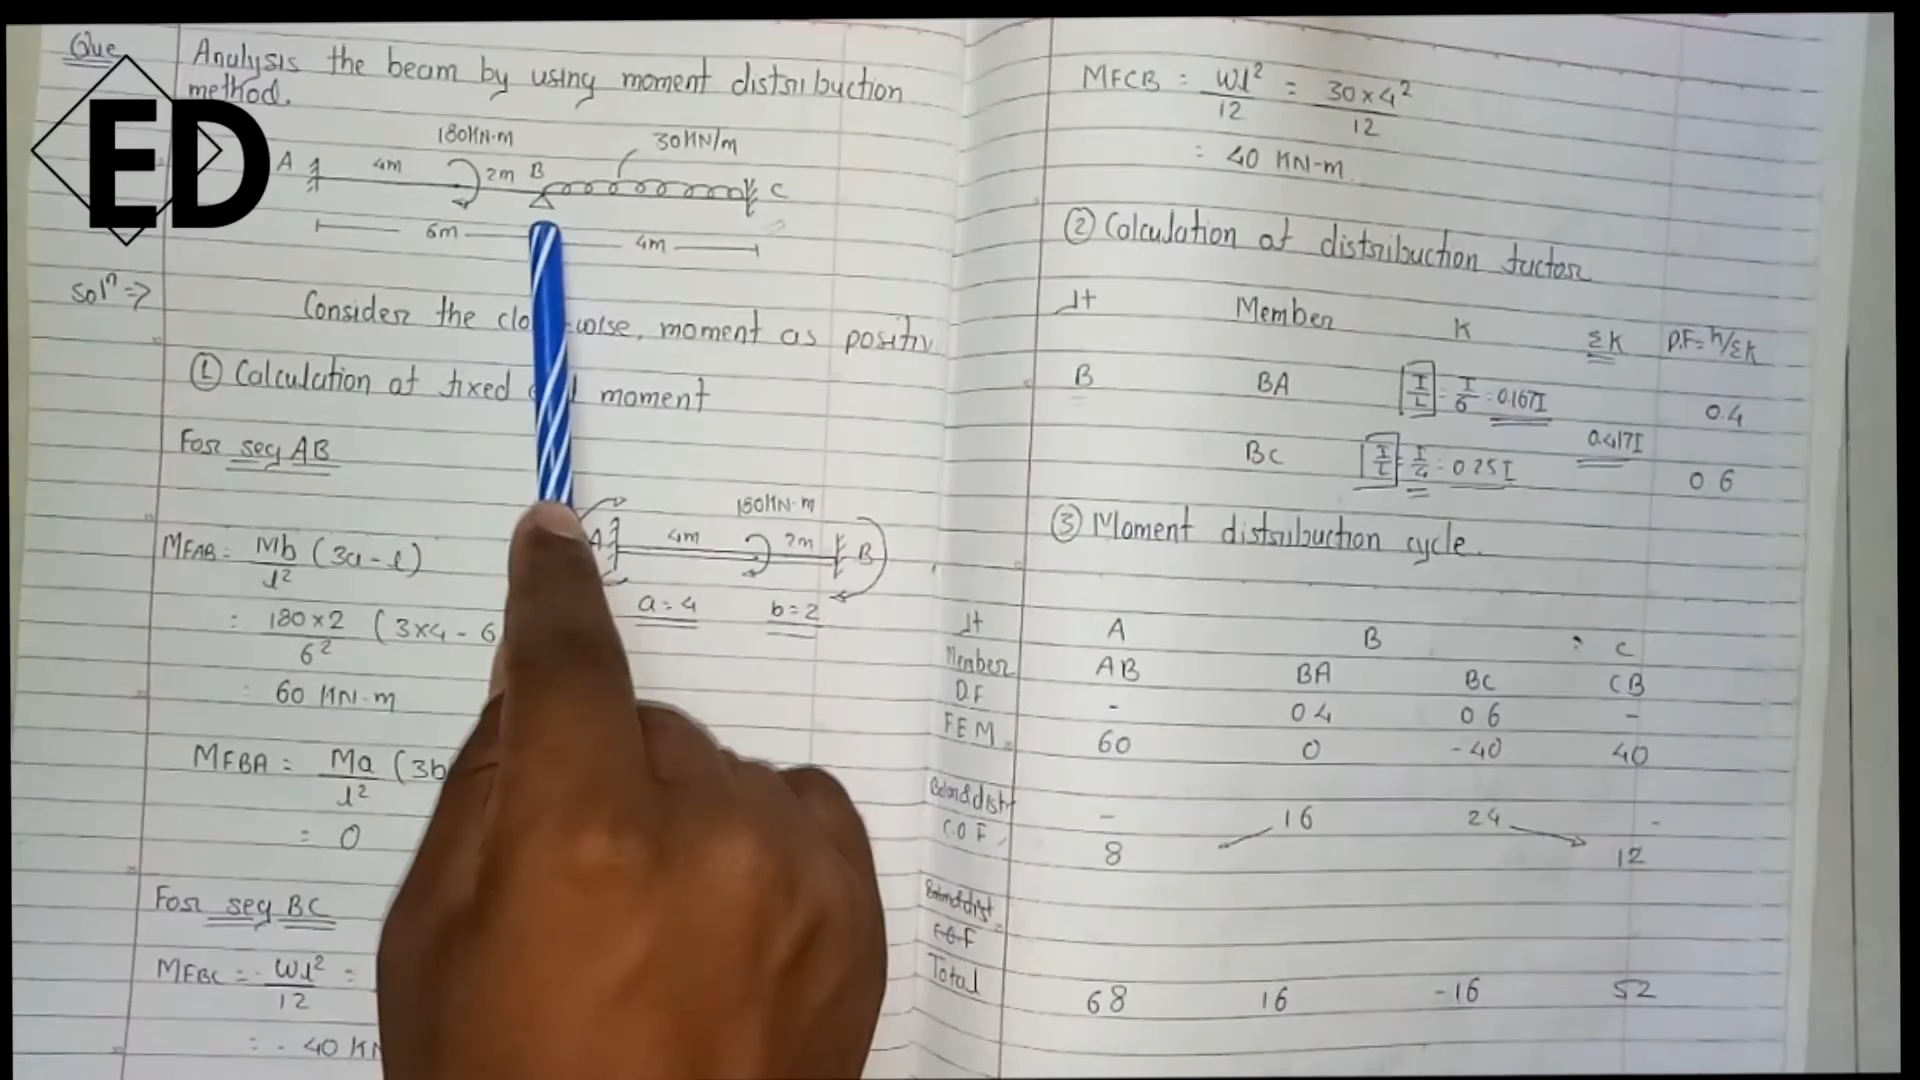 Que
Analysis the beam by using moment distribuction
method.
ED
180KN·m
30KN/m
A
4m
2m
B
C
6m
4m
Soln =>
Consider the wise, moment as positiv
① Calculation of fixed moment
For seg AB
180KN·m
A
4m
2m
B
a = 4
b = 2
MFAB = Mb/l² (3a - l)
= 180×2/6² (3×4 - 6
= 60 KN·m
MFBA = Ma/l² (3b
= 0
For seg BC
MFBC = - Wl²/12 =
= - 40 KN
MFCB = Wl²/12 = 30×4²/12
= 40 KN-m.
② Calculation of distribuction factor
Jt Member K ΣK D.F=K/ΣK
B BA I/L = I/6 = 0.167I 0.4
0.417I
BC I/L = I/4 = 0.25I 0.6
③ Moment distribuction cycle.
Jt A B C
Member AB BA BC CB
D.F - 0.4 0.6 -
F E M 60 0 -40 40
Balan&dist - 16 24 -
C.O.F 8 12
C.O.F
Total 68 16 -16 52